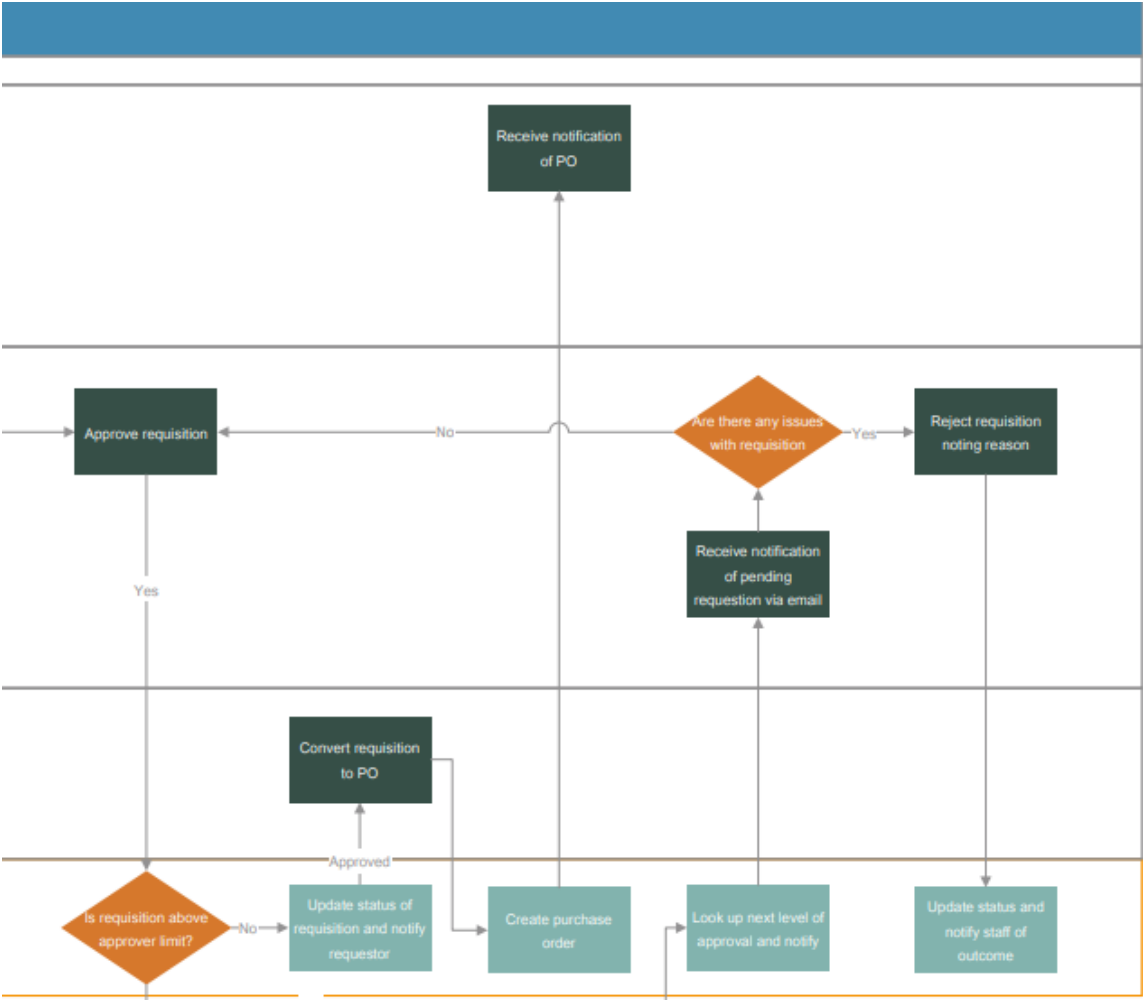 Receive notification
of PO
Approve requisition
No
Are there any issues
with requisition
Yes
Reject requisition
noting reason
Receive notification
of pending
requestion via email
Yes
Convert requisition
to PO
Approved
Is requisition above
approver limit?
No
Update status of
requisition and notify
requestor
Create purchase
order
Look up next level of
approval and notify
Update status and
notify staff of
outcome